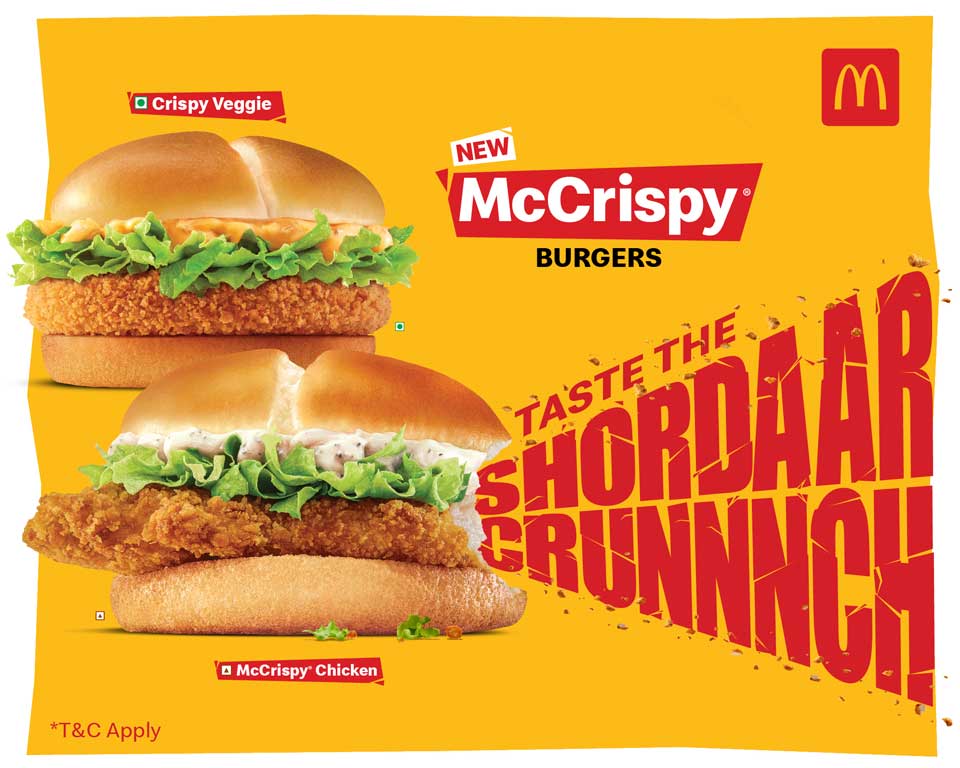 Crispy Veggie
NEW
McCrispy®
BURGERS
TASTE THE
SHORDAAR
CRUNNNCH
McCrispy® Chicken
*T&C Apply